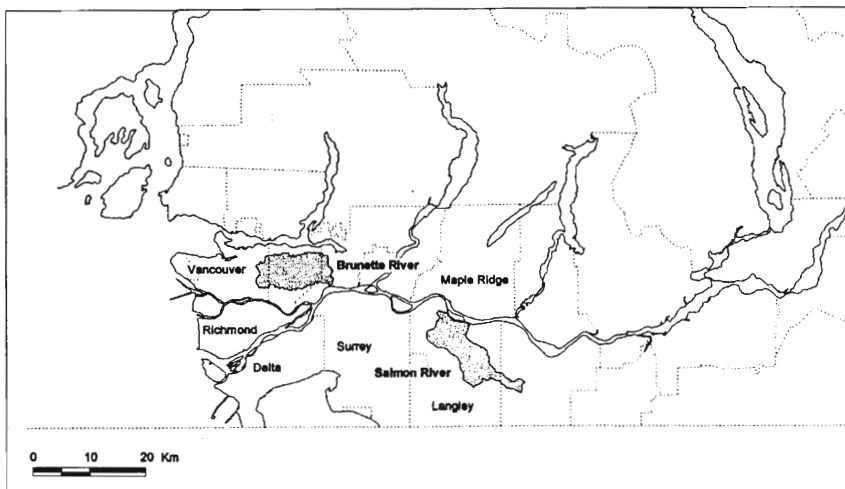 Vancouver
Brunette River
Maple Ridge
Richmond
Surrey
Delta
Salmon River
Langley
0 10 20 Km